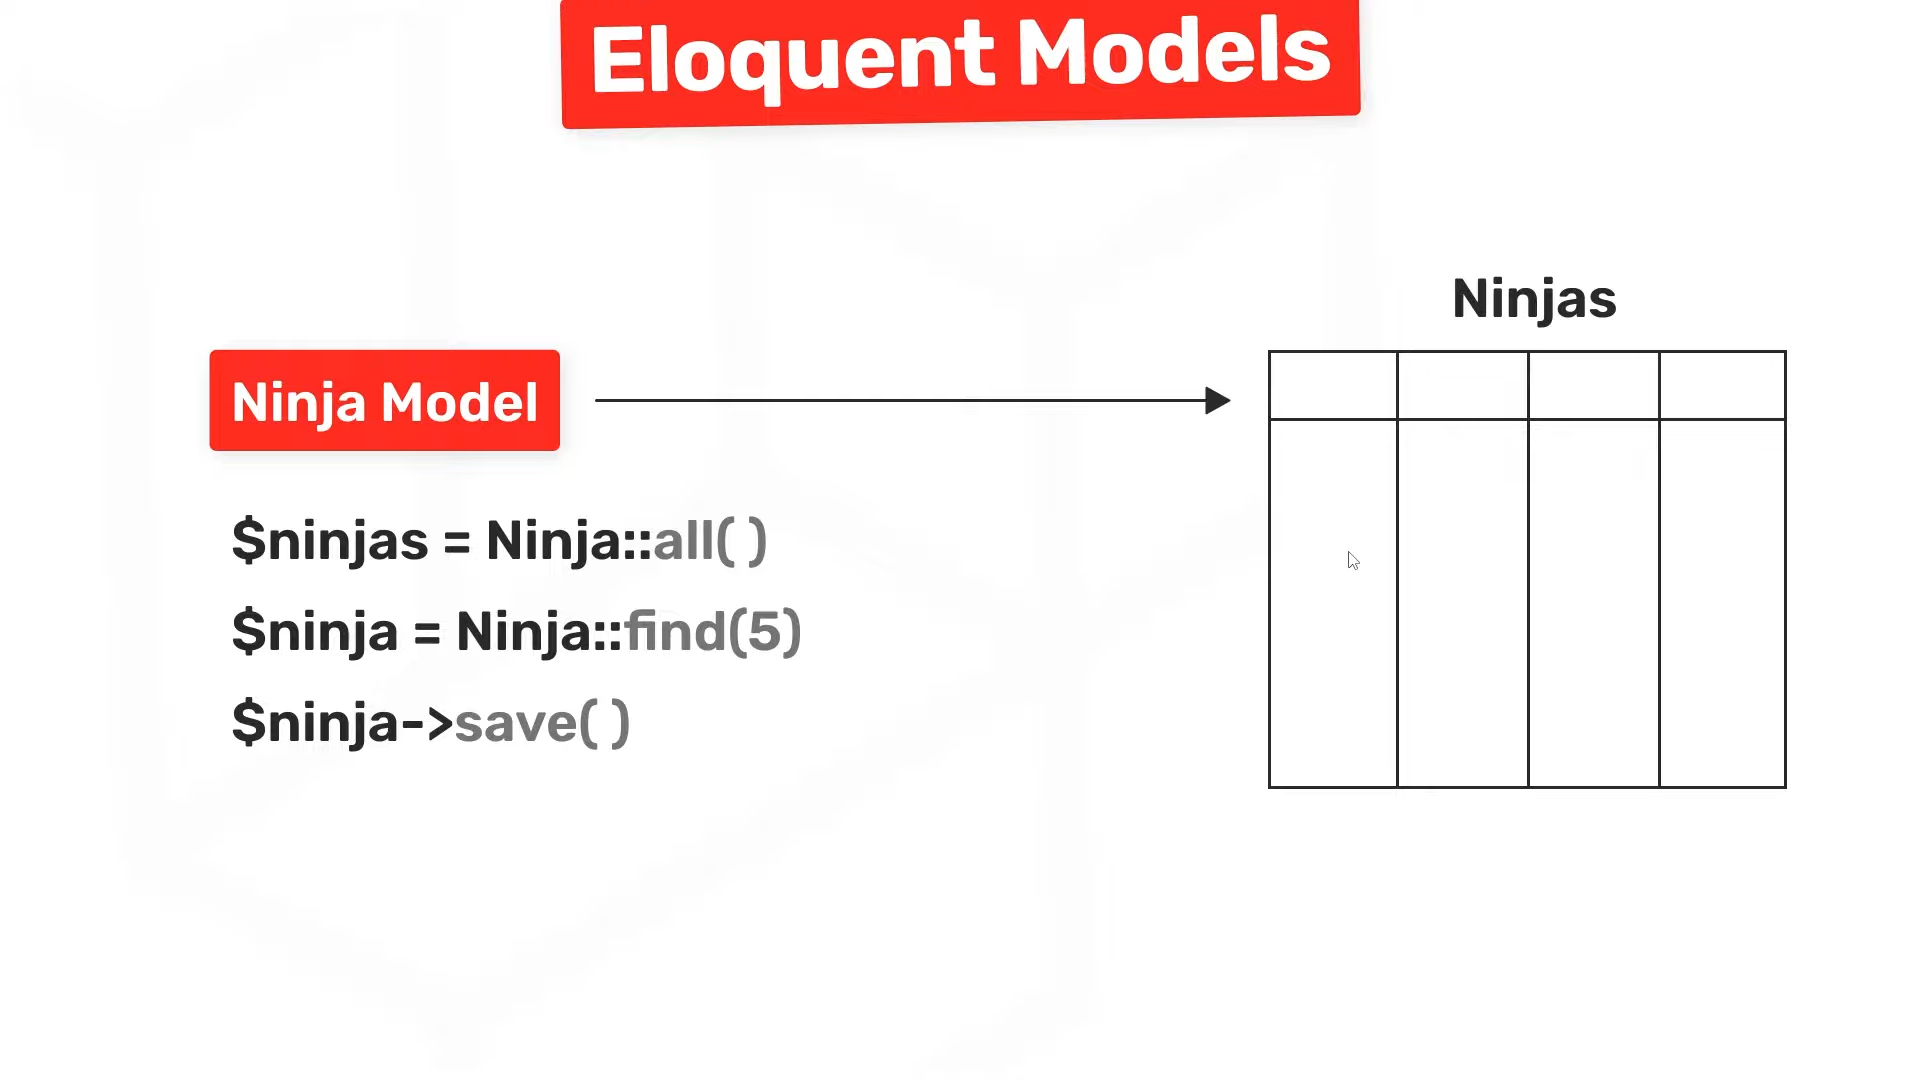 Eloquent Models
Ninjas
Ninja Model
$ninjas = Ninja::all( )
$ninja = Ninja::find(5)
$ninja->save( )